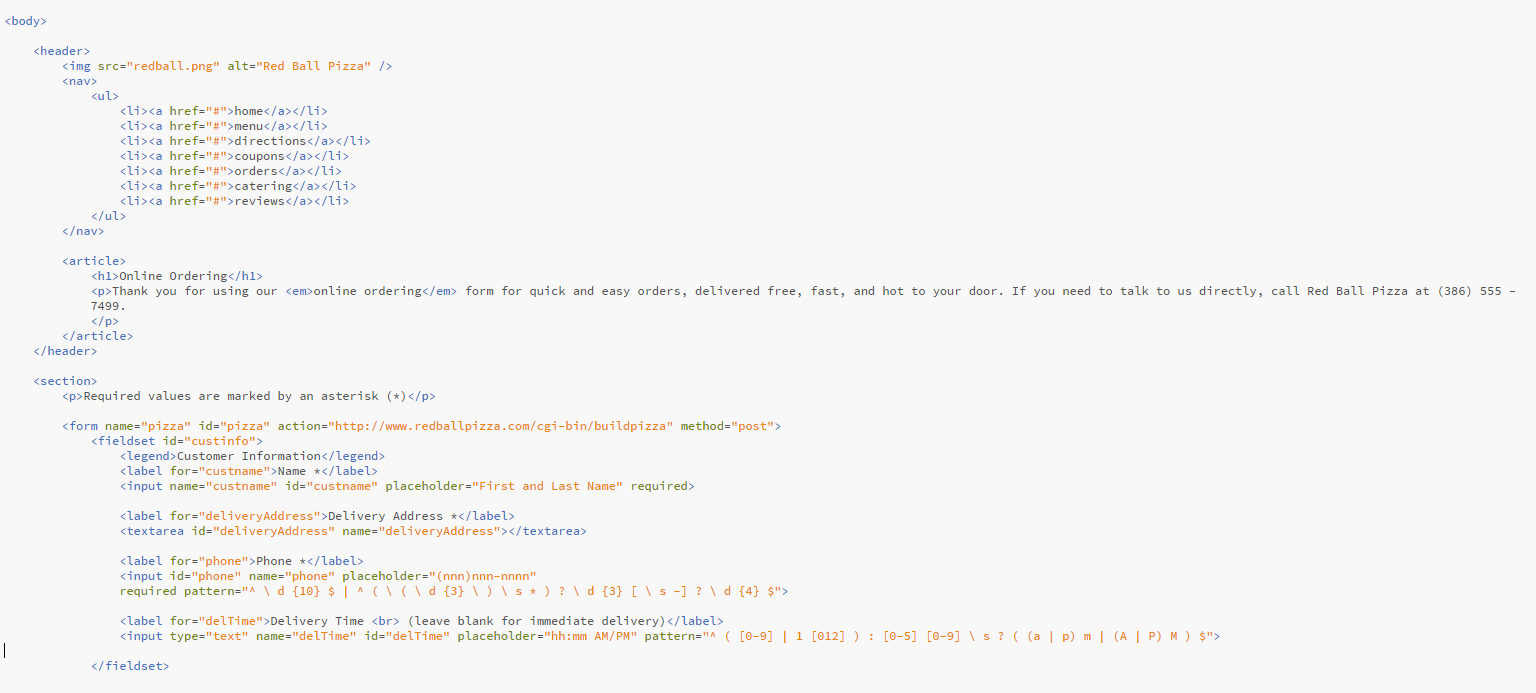 <body>
<header>
<img src="redball.png" alt="Red Ball Pizza" />
<nav>
<ul>
<li><a href="#">home</a></li>
<li><a href="#">menu</a></li>
<li><a href="#">directions</a></li>
<li><a href="#">coupons</a></li>
<li><a href="#">orders</a></li>
<li><a href="#">catering</a></li>
<li><a href="#">reviews</a></li>
</ul>
</nav>
<article>
<h1>Online Ordering</h1>
<p>Thank you for using our <em>online ordering</em> form for quick and easy orders, delivered free, fast, and hot to your door. If you need to talk to us directly, call Red Ball Pizza at (386) 555 -
7499.
</p>
</article>
</header>
<section>
<p>Required values are marked by an asterisk (*)</p>
<form name="pizza" id="pizza" action="http://www.redballpizza.com/cgi-bin/buildpizza" method="post">
<fieldset id="custinfo">
<legend>Customer Information</legend>
<label for="custname">Name *</label>
<input name="custname" id="custname" placeholder="First and Last Name" required>
<label for="deliveryAddress">Delivery Address *</label>
<textarea id="deliveryAddress" name="deliveryAddress"></textarea>
<label for="phone">Phone *</label>
<input id="phone" name="phone" placeholder="(nnn)nnn-nnnn"
required pattern="^ \ d {10} $ | ^ ( \ ( \ d {3} \ ) \ s * ) ? \ d {3} [ \ s -] ? \ d {4} $">
<label for="delTime">Delivery Time <br> (leave blank for immediate delivery)</label>
<input type="text" name="delTime" id="delTime" placeholder="hh:mm AM/PM" pattern="^ ( [0-9] | 1 [012] ) : [0-5] [0-9] \ s ? ( (a | p) m | (A | P) M ) $">
</fieldset>